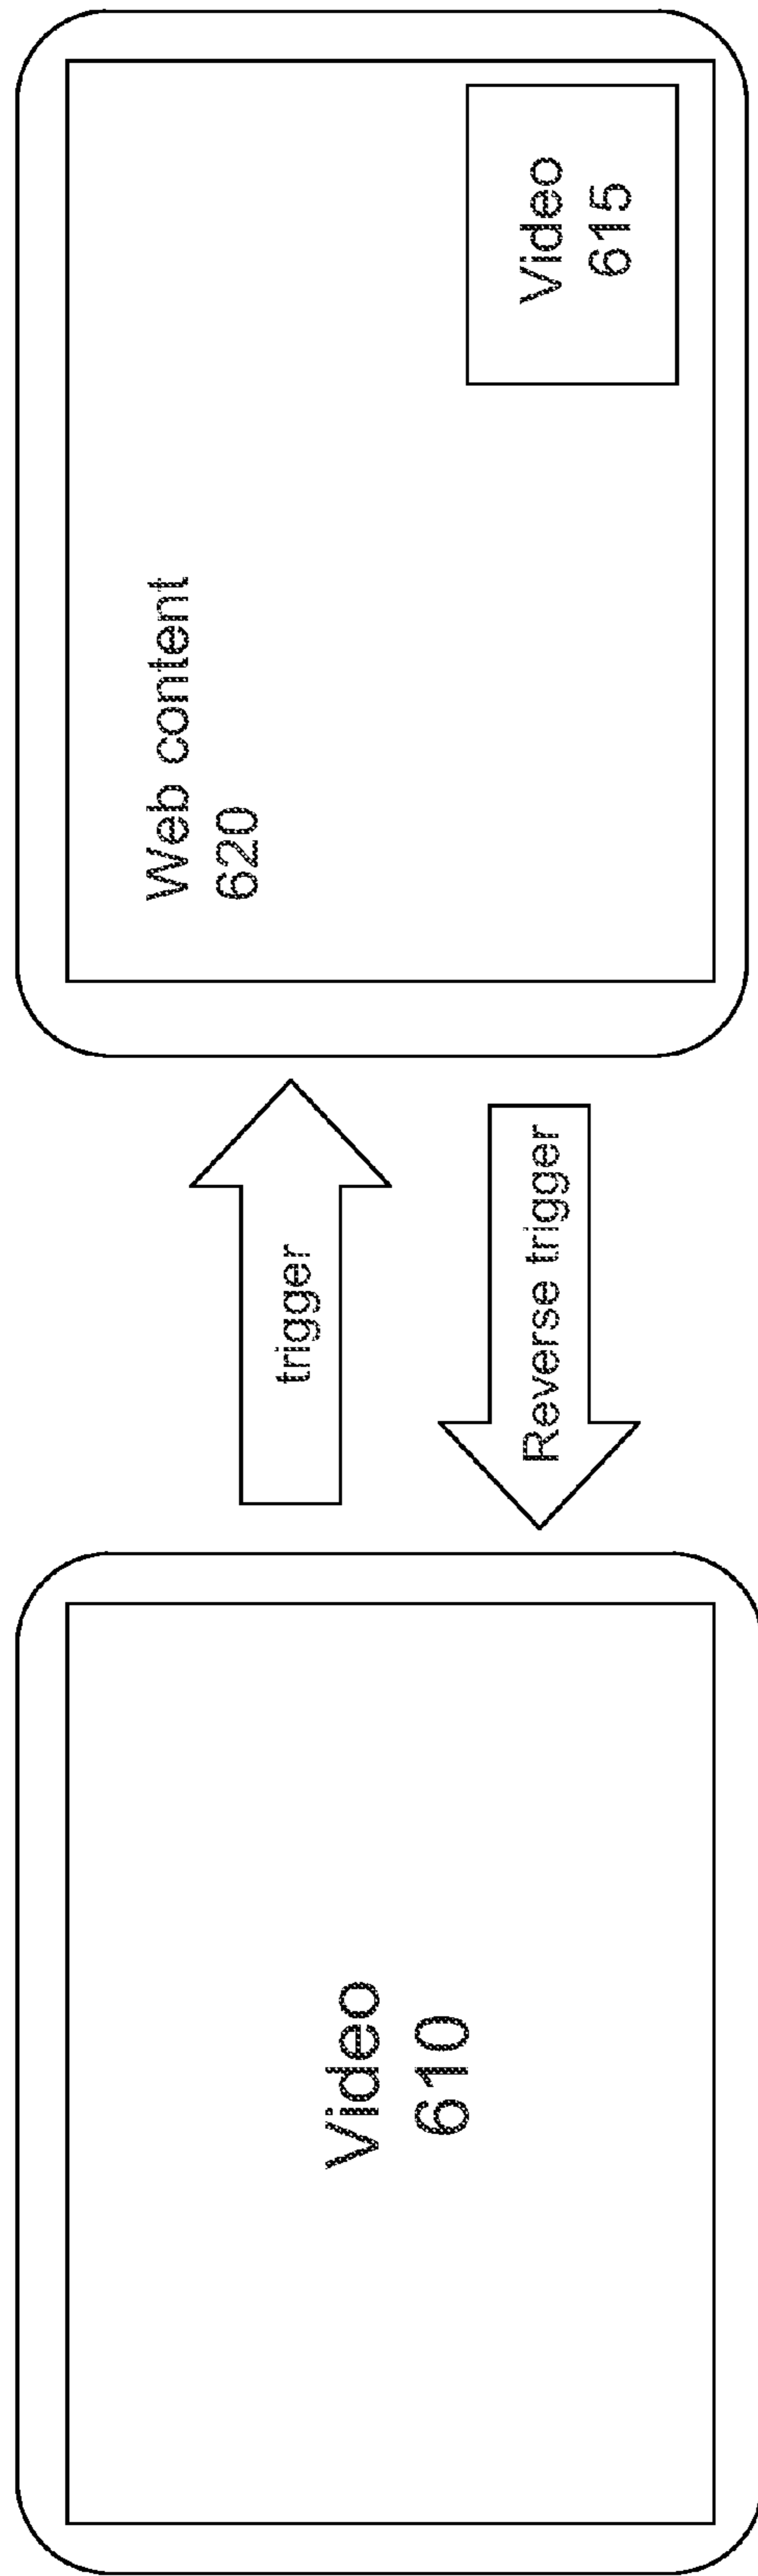 Video
610
trigger
Reverse trigger
Web content
620
Video
615